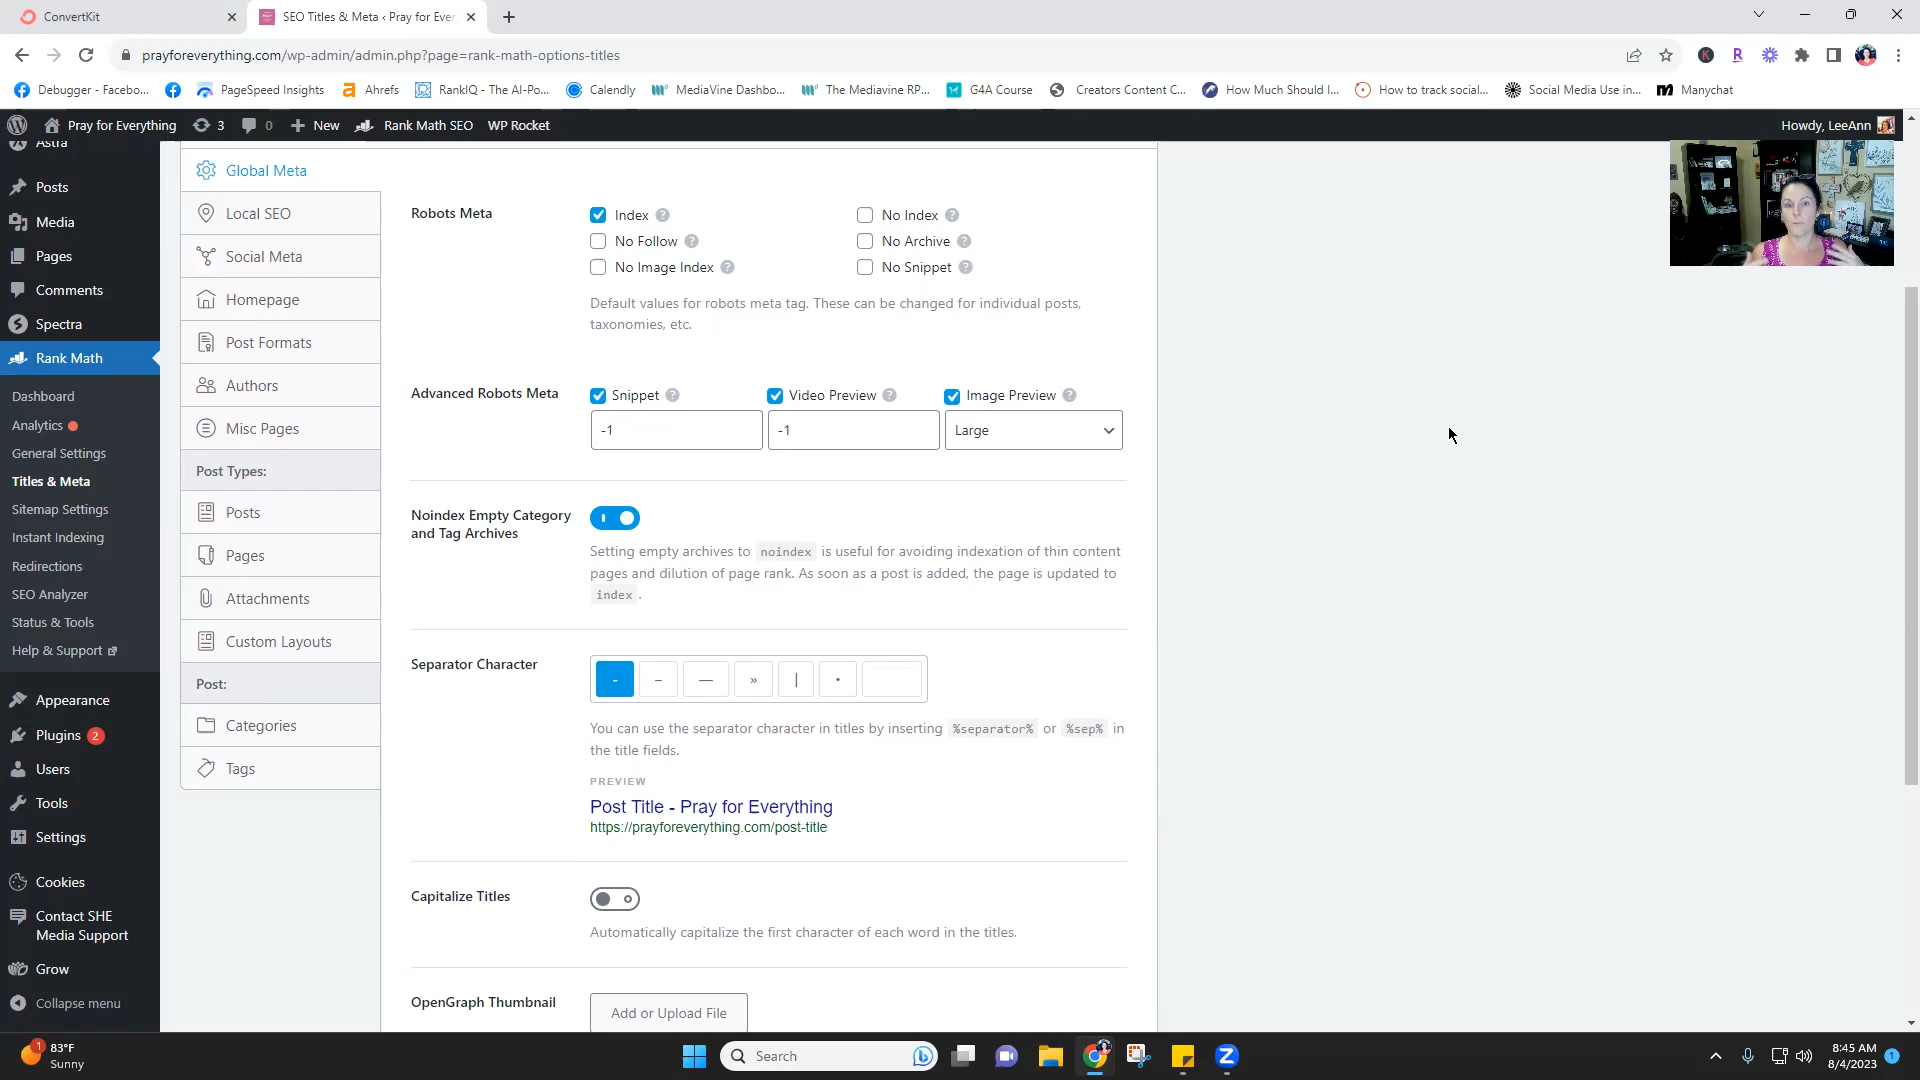 ConvertKit
SEO Titles & Meta ‹ Pray for Ever
prayforeverything.com/wp-admin/admin.php?page=rank-math-options-titles
Debugger - Facebo...
PageSpeed Insights
Ahrefs
RankIQ - The AI-Po...
Calendly
MediaVine Dashbo...
The Mediavine RP...
G4A Course
Creators Content C...
How Much Should I...
How to track social...
Social Media Use in...
Manychat
Pray for Everything
3
0
New
Rank Math SEO
WP Rocket
Howdy, LeeAnn
Astra
Posts
Media
Pages
Comments
Spectra
Rank Math
Dashboard
Analytics
General Settings
Titles & Meta
Sitemap Settings
Instant Indexing
Redirections
SEO Analyzer
Status & Tools
Help & Support
Appearance
Plugins 2
Users
Tools
Settings
Cookies
Contact SHE
Media Support
Grow
Collapse menu
Global Meta
Local SEO
Social Meta
Homepage
Post Formats
Authors
Misc Pages
Post Types:
Posts
Pages
Attachments
Custom Layouts
Post:
Categories
Tags
Robots Meta
Index ?
No Index ?
No Follow ?
No Archive ?
No Image Index ?
No Snippet ?
Default values for robots meta tag. These can be changed for individual posts,
taxonomies, etc.
Advanced Robots Meta
Snippet ?
Video Preview ?
Image Preview ?
-1
-1
Large
Noindex Empty Category
and Tag Archives
Setting empty archives to noindex is useful for avoiding indexation of thin content
pages and dilution of page rank. As soon as a post is added, the page is updated to
index .
Separator Character
- – — » | •
You can use the separator character in titles by inserting %separator% or %sep% in
the title fields.
PREVIEW
Post Title - Pray for Everything
https://prayforeverything.com/post-title
Capitalize Titles
Automatically capitalize the first character of each word in the titles.
OpenGraph Thumbnail
Add or Upload File
1
83°F
Sunny
Search
8:45 AM
8/4/2023
1